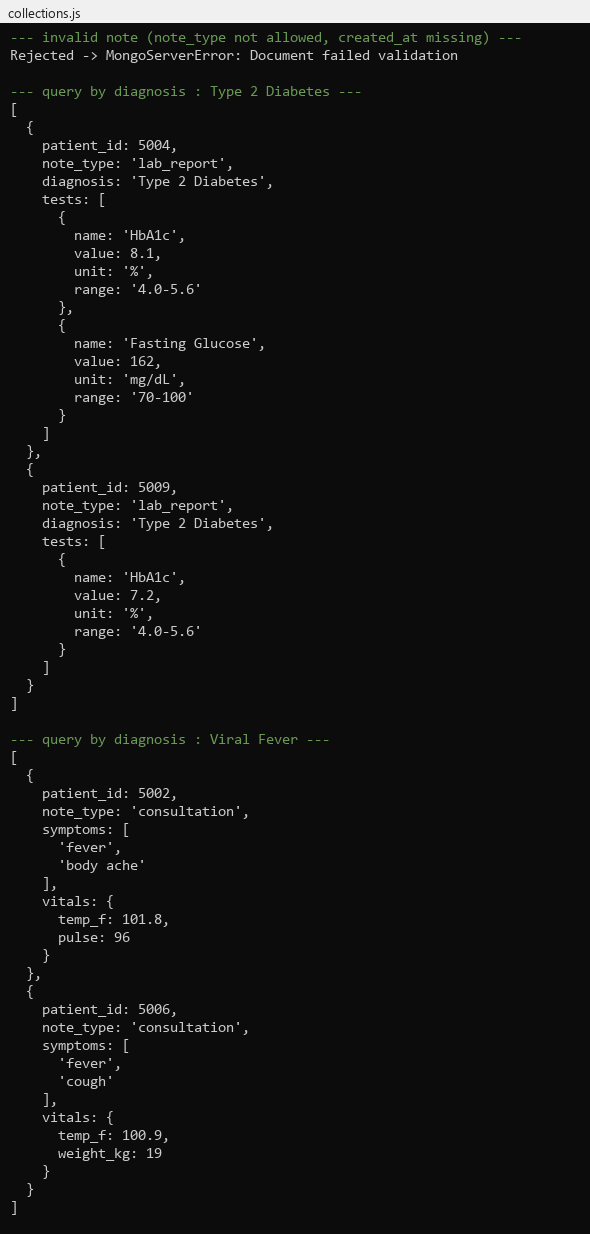 collections.js
--- invalid note (note_type not allowed, created_at missing) ---
Rejected -> MongoServerError: Document failed validation

--- query by diagnosis : Type 2 Diabetes ---
[
  {
    patient_id: 5004,
    note_type: 'lab_report',
    diagnosis: 'Type 2 Diabetes',
    tests: [
      {
        name: 'HbA1c',
        value: 8.1,
        unit: '%',
        range: '4.0-5.6'
      },
      {
        name: 'Fasting Glucose',
        value: 162,
        unit: 'mg/dL',
        range: '70-100'
      }
    ]
  },
  {
    patient_id: 5009,
    note_type: 'lab_report',
    diagnosis: 'Type 2 Diabetes',
    tests: [
      {
        name: 'HbA1c',
        value: 7.2,
        unit: '%',
        range: '4.0-5.6'
      }
    ]
  }
]

--- query by diagnosis : Viral Fever ---
[
  {
    patient_id: 5002,
    note_type: 'consultation',
    symptoms: [
      'fever',
      'body ache'
    ],
    vitals: {
      temp_f: 101.8,
      pulse: 96
    }
  },
  {
    patient_id: 5006,
    note_type: 'consultation',
    symptoms: [
      'fever',
      'cough'
    ],
    vitals: {
      temp_f: 100.9,
      weight_kg: 19
    }
  }
]